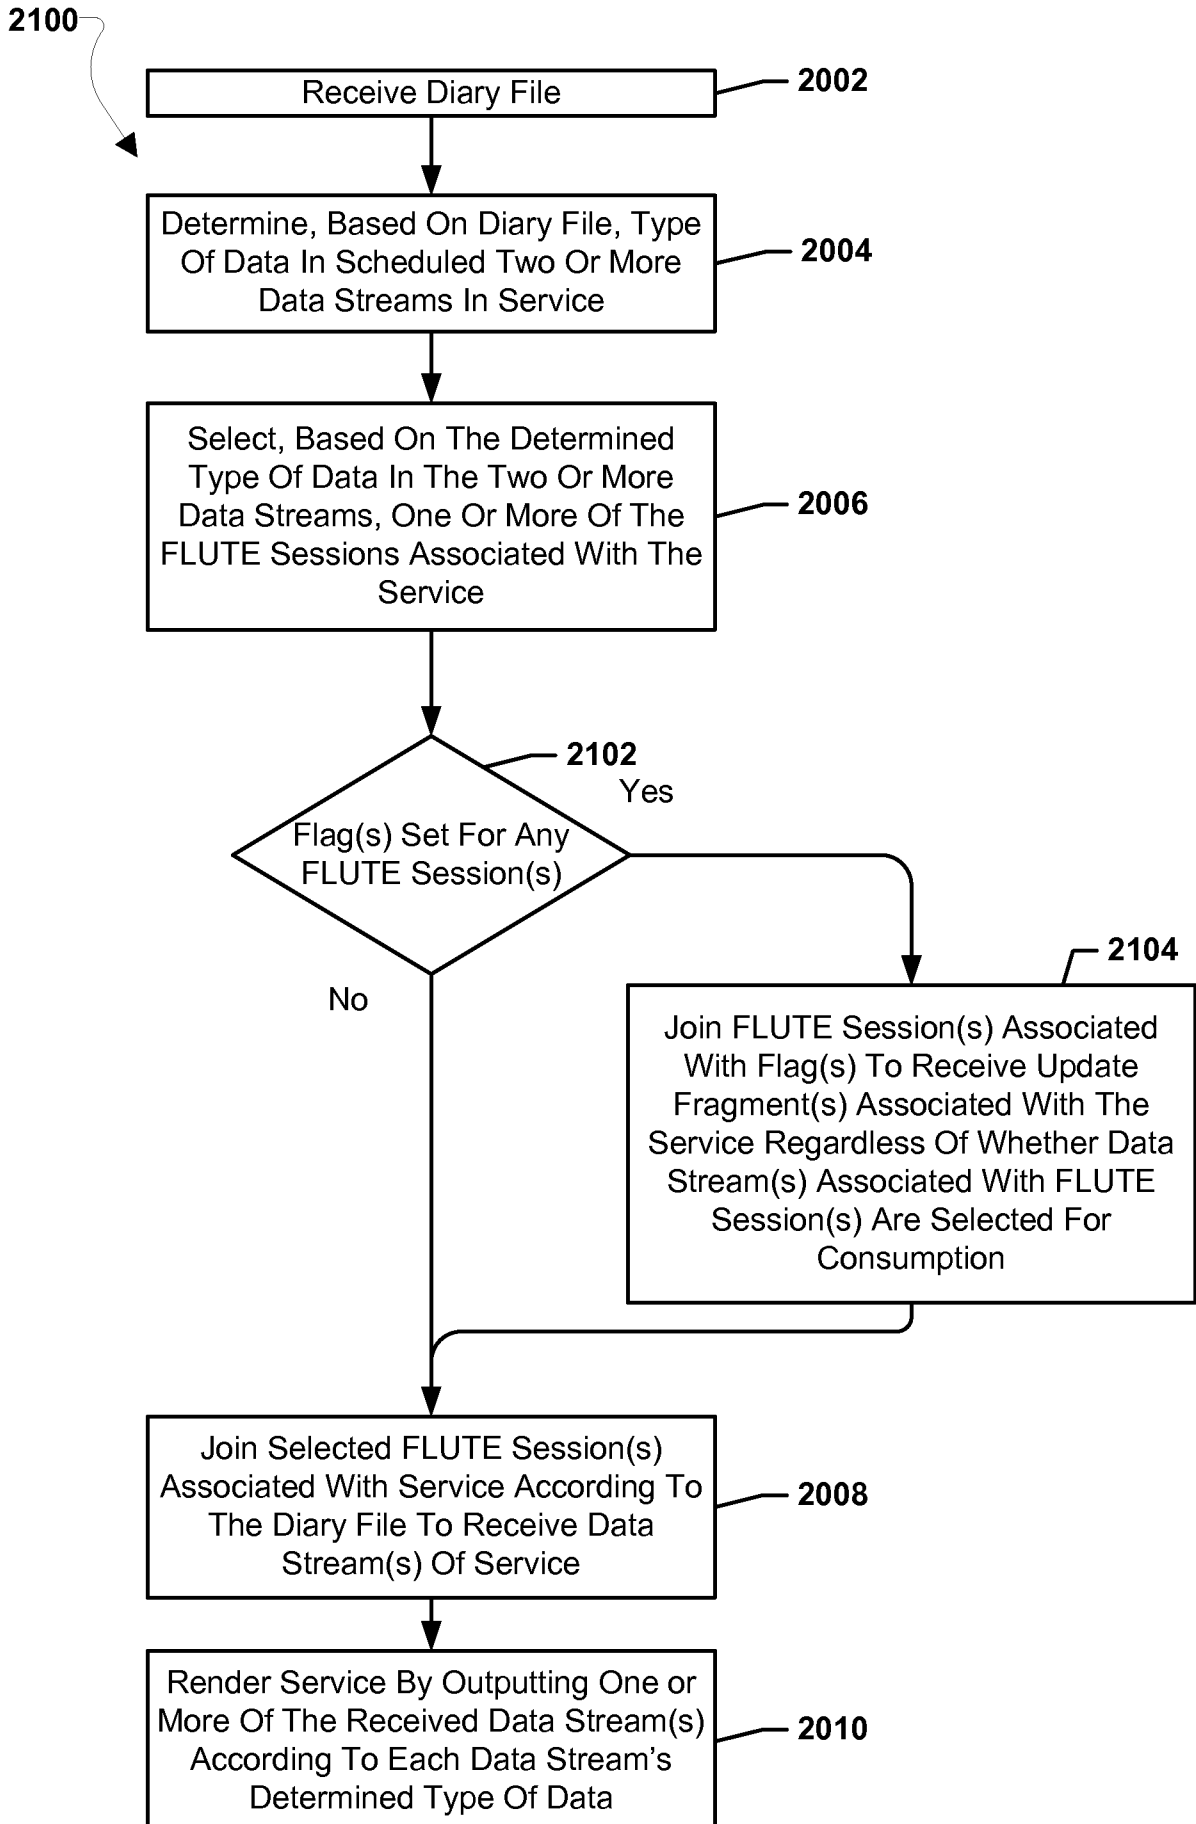 2100
Receive Diary File
2002
Determine, Based On Diary File, Type
Of Data In Scheduled Two Or More
Data Streams In Service
2004
Select, Based On The Determined
Type Of Data In The Two Or More
Data Streams, One Or More Of The
FLUTE Sessions Associated With The
Service
2006
2102
Yes
Flag(s) Set For Any
FLUTE Session(s)
No
2104
Join FLUTE Session(s) Associated
With Flag(s) To Receive Update
Fragment(s) Associated With The
Service Regardless Of Whether Data
Stream(s) Associated With FLUTE
Session(s) Are Selected For
Consumption
Join Selected FLUTE Session(s)
Associated With Service According To
The Diary File To Receive Data
Stream(s) Of Service
2008
Render Service By Outputting One or
More Of The Received Data Stream(s)
According To Each Data Stream's
Determined Type Of Data
2010